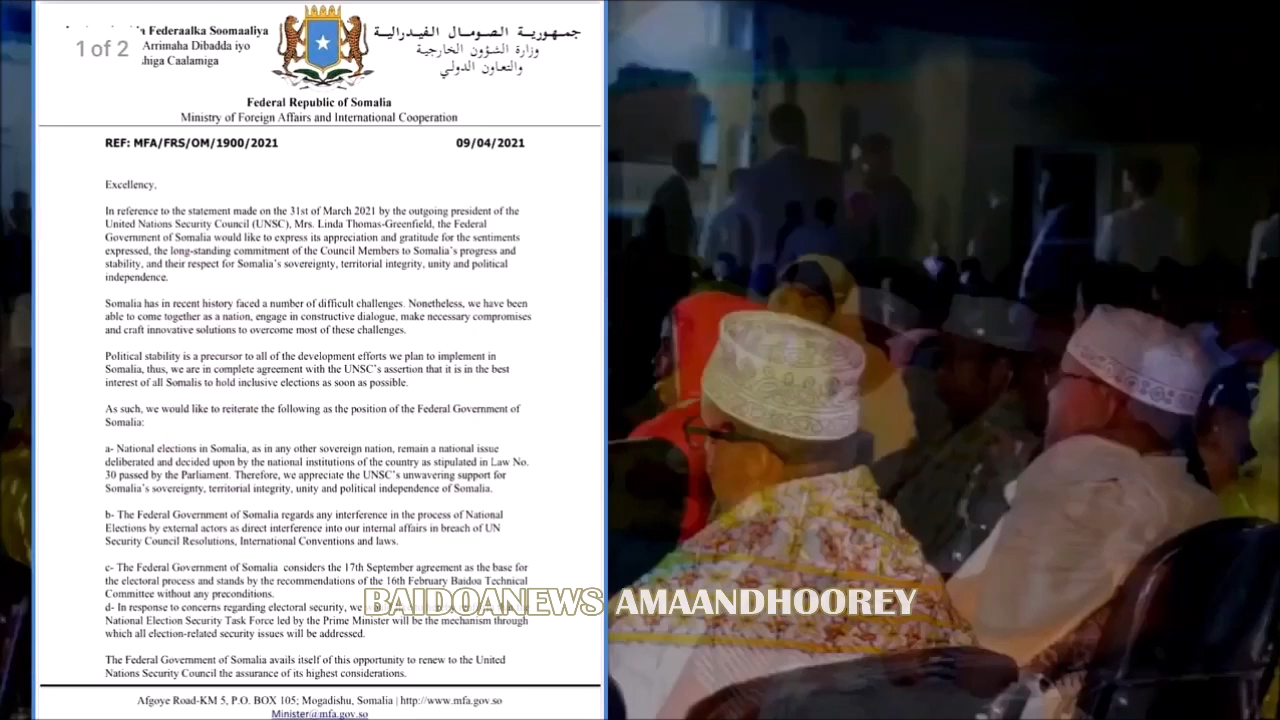 a Federaalka Soomaaliya
Arrimaha Dibadda iyo
higa Caalamiga
1 of 2
جمهورية الصومال الفيدرالية
وزارة الشؤون الخارجية
والتعاون الدولي
Federal Republic of Somalia
Ministry of Foreign Affairs and International Cooperation
REF: MFA/FRS/OM/1900/2021 09/04/2021
Excellency,
In reference to the statement made on the 31st of March 2021 by the outgoing president of the
United Nations Security Council (UNSC), Mrs. Linda Thomas-Greenfield, the Federal
Government of Somalia would like to express its appreciation and gratitude for the sentiments
expressed, the long-standing commitment of the Council Members to Somalia's progress and
stability, and their respect for Somalia's sovereignty, territorial integrity, unity and political
independence.
Somalia has in recent history faced a number of difficult challenges. Nonetheless, we have been
able to come together as a nation, engage in constructive dialogue, make necessary compromises
and craft innovative solutions to overcome most of these challenges.
Political stability is a precursor to all of the development efforts we plan to implement in
Somalia, thus, we are in complete agreement with the UNSC's assertion that it is in the best
interest of all Somalis to hold inclusive elections as soon as possible.
As such, we would like to reiterate the following as the position of the Federal Government of
Somalia:
a- National elections in Somalia, as in any other sovereign nation, remain a national issue
deliberated and decided upon by the national institutions of the country as stipulated in Law No.
30 passed by the Parliament. Therefore, we appreciate the UNSC's unwavering support for
Somalia's sovereignty, territorial integrity, unity and political independence of Somalia.
b- The Federal Government of Somalia regards any interference in the process of National
Elections by external actors as direct interference into our internal affairs in breach of UN
Security Council Resolutions, International Conventions and laws.
c- The Federal Government of Somalia considers the 17th September agreement as the base for
the electoral process and stands by the recommendations of the 16th February Baidoa Technical
Committee without any preconditions.
d- In response to concerns regarding electoral security, we
National Election Security Task Force led by the Prime Minister will be the mechanism through
which all election-related security issues will be addressed.
The Federal Government of Somalia avails itself of this opportunity to renew to the United
Nations Security Council the assurance of its highest considerations.
Afgoye Road-KM 5, P.O. BOX 105; Mogadishu, Somalia | http://www.mfa.gov.so
Minister@mfa.gov.so
BAIDOANEWS AMAANDHOOREY